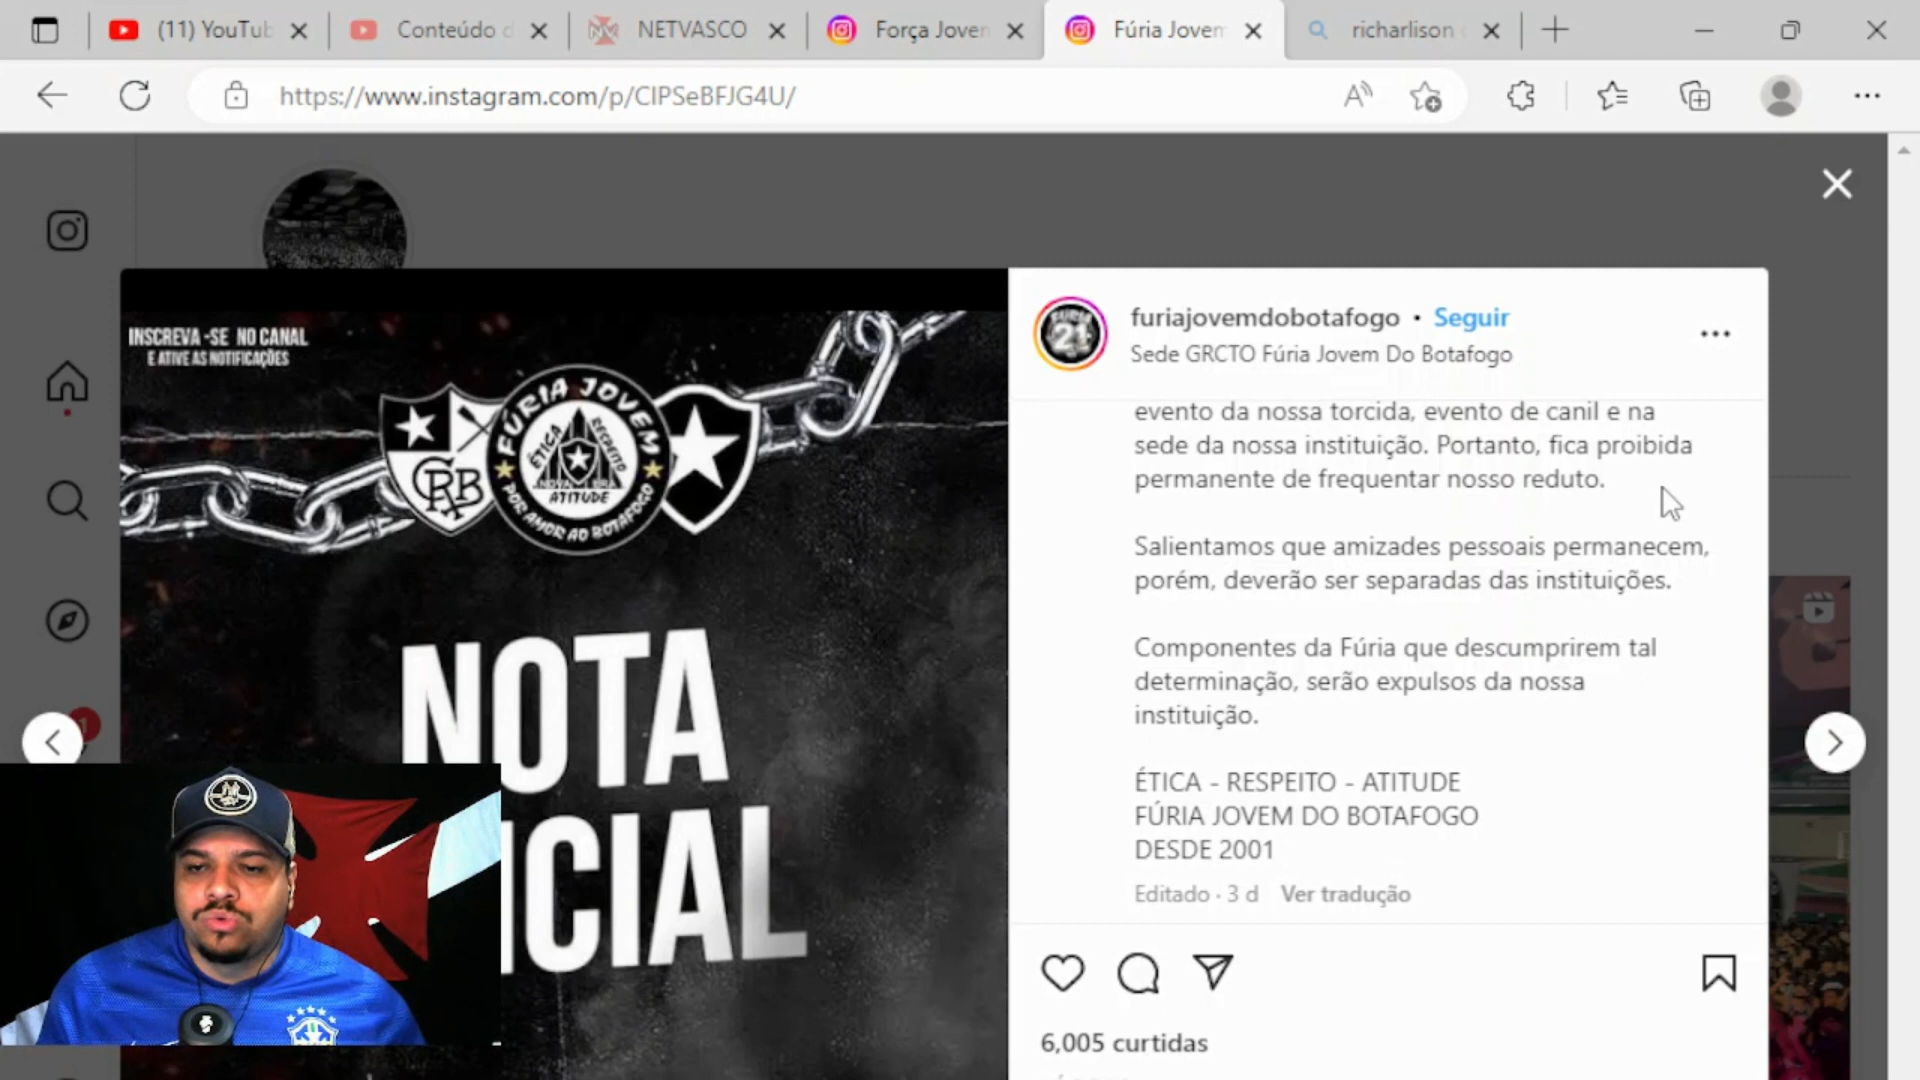 (11) YouTub
Conteúdo d
NETVASCO
Força Joven
Fúria Jovem
richarlison
https://www.instagram.com/p/CIPSeBFJG4U/
INSCREVA -SE NO CANAL
E ATIVE AS NOTIFICAÇÕES
FÚRIA JOVEM
ÉTICA
RESPEITO
ATITUDE
POR AMOR AO BOTAFOGO
NOTA
ICIAL
FÚRIA
21
furiajovemdobotafogo • Seguir
Sede GRCTO Fúria Jovem Do Botafogo
evento da nossa torcida, evento de canil e na
sede da nossa instituição. Portanto, fica proibida
permanente de frequentar nosso reduto.
Salientamos que amizades pessoais permanecem,
porém, deverão ser separadas das instituições.
Componentes da Fúria que descumprirem tal
determinação, serão expulsos da nossa
instituição.
ÉTICA - RESPEITO - ATITUDE
FÚRIA JOVEM DO BOTAFOGO
DESDE 2001
Editado · 3 d Ver tradução
6,005 curtidas
1